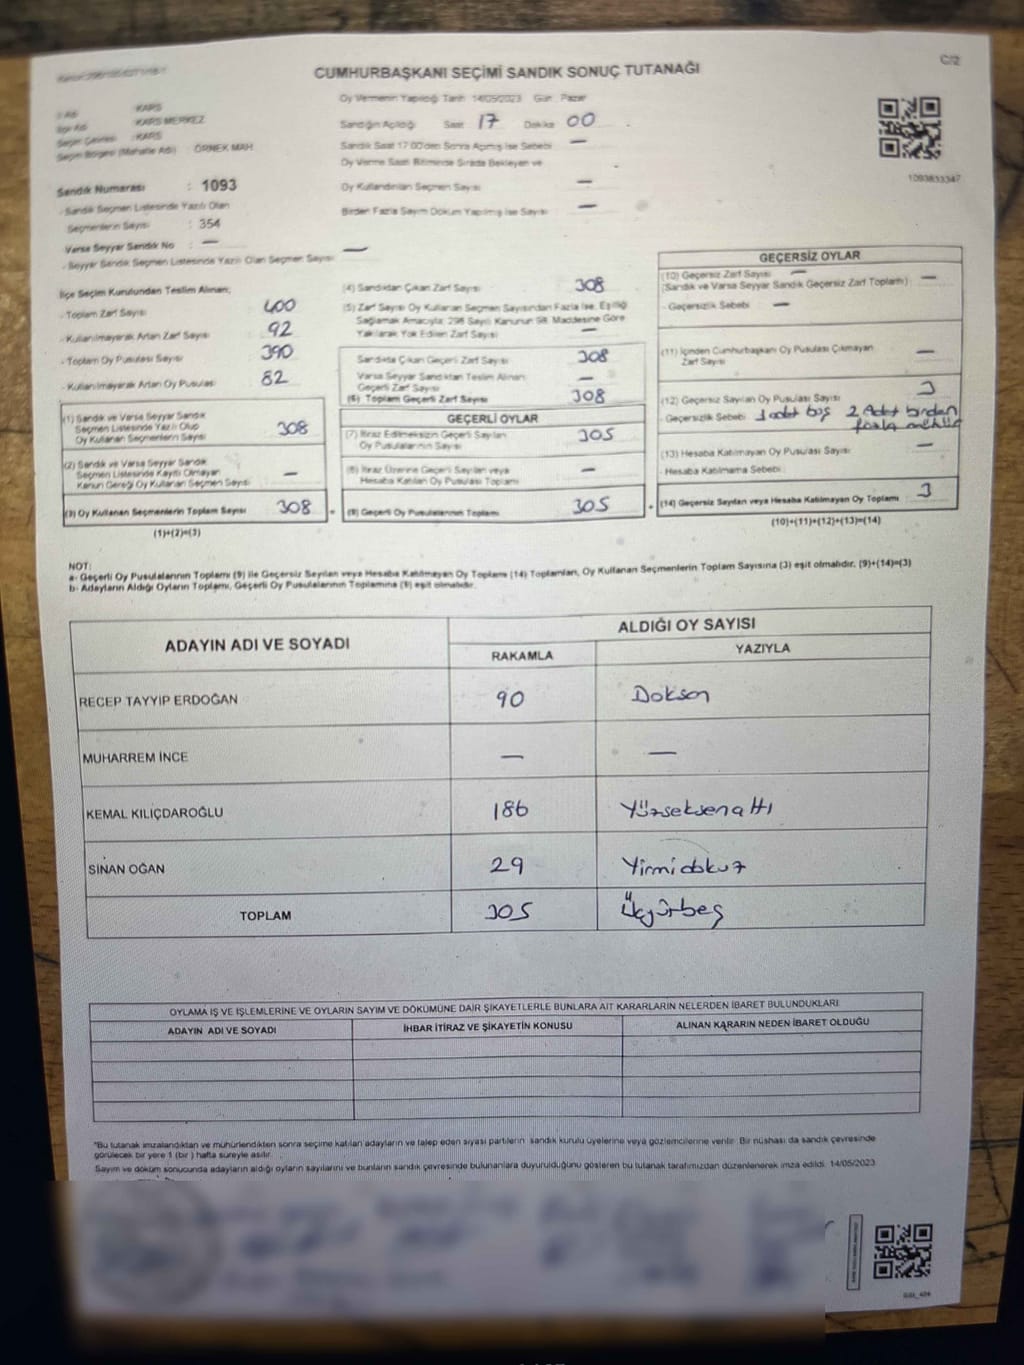 C/2
CUMHURBAŞKANI SEÇİMİ SANDIK SONUÇ TUTANAĞI
Oy Vermenin Yapıldığı Tarih 14/05/2023 Gün : Pazar
İl Adı : KARS
İlçe Adı : KARS MERKEZ
Seçim Çevresi : KARS
Seçim Bölgesi (Mahalle Adı) : ÖRNEK MAH
Sandığın Açıldığı Saat 17 Dakika 00
Sandık Saat 17:00'den Sonra Açılmış İse Sebebi —
Oy Verme Saati Bitiminde Sırada Bekleyen ve
Oy Kullandırılan Seçmen Sayısı —
Birden Fazla Sayım Döküm Yapılmış İse Sayısı —
1093833347
Sandık Numarası : 1093
- Sandık Seçmen Listesinde Yazılı Olan
Seçmenlerin Sayısı : 354
Varsa Seyyar Sandık No : —
- Seyyar Sandık Seçmen Listesinde Yazılı Olan Seçmen Sayısı —
İlçe Seçim Kurulundan Teslim Alınan;
- Toplam Zarf Sayısı 400
- Kullanılmayarak Artan Zarf Sayısı 92
- Toplam Oy Pusulası Sayısı 390
- Kullanılmayarak Artan Oy Pusulası 82
(1) Sandık ve Varsa Seyyar Sandık
Seçmen Listesinde Yazılı Olup
Oy Kullanan Seçmenlerin Sayısı 308
(2) Sandık ve Varsa Seyyar Sandık
Seçmen Listesinde Kayıtlı Olmayan
Kanun Gereği Oy Kullanan Seçmen Sayısı —
(3) Oy Kullanan Seçmenlerin Toplam Sayısı 308
(1)+(2)=(3)
(4) Sandıktan Çıkan Zarf Sayısı 308
(5) Zarf Sayısı Oy Kullanan Seçmen Sayısından Fazla İse, Eşitliği
Sağlamak Amacıyla; 298 Sayılı Kanunun 98. Maddesine Göre
Yakılarak Yok Edilen Zarf Sayısı —
Sandıkta Çıkan Geçerli Zarf Sayısı 308
Varsa Seyyar Sandıktan Teslim Alınan
Geçerli Zarf Sayısı —
(6) Toplam Geçerli Zarf Sayısı 308
GEÇERLİ OYLAR
(7) İtiraz Edilmeksizin Geçerli Sayılan
Oy Pusulalarının Sayısı 305
(8) İtiraz Üzerine Geçerli Sayılan veya
Hesaba Katılan Oy Pusulası Toplamı —
(9) Geçerli Oy Pusulalarının Toplamı 305
GEÇERSİZ OYLAR
(10) Geçersiz Zarf Sayısı —
(Sandık ve Varsa Seyyar Sandık Geçersiz Zarf Toplamı) : —
- Geçersizlik Sebebi : —
(11) İçinden Cumhurbaşkanı Oy Pusulası Çıkmayan
Zarf Sayısı —
(12) Geçersiz Sayılan Oy Pusulası Sayısı 3
- Geçersizlik Sebebi 1 adet boş 2 Adet birden
fazla mühür
(13) Hesaba Katılmayan Oy Pusulası Sayısı —
- Hesaba Katılmama Sebebi :
(14) Geçersiz Sayılan veya Hesaba Katılmayan Oy Toplamı 3
(10)+(11)+(12)+(13)=(14)
NOT:
a- Geçerli Oy Pusulalarının Toplamı (9) ile Geçersiz Sayılan veya Hesaba Katılmayan Oy Toplamı (14) Toplamları, Oy Kullanan Seçmenlerin Toplam Sayısına (3) eşit olmalıdır. (9)+(14)=(3)
b- Adayların Aldığı Oyların Toplamı, Geçerli Oy Pusulalarının Toplamına (9) eşit olmalıdır.
ADAYIN ADI VE SOYADI ALDIĞI OY SAYISI
RAKAMLA YAZIYLA
RECEP TAYYİP ERDOĞAN 90 Doksan
MUHARREM İNCE — —
KEMAL KILIÇDAROĞLU 186 Yüzseksenaltı
SİNAN OĞAN 29 Yirmidokuz
TOPLAM 305 Üçyüzbeş
OYLAMA İŞ VE İŞLEMLERİNE VE OYLARIN SAYIM VE DÖKÜMÜNE DAİR ŞİKAYETLERLE BUNLARA AİT KARARLARIN NELERDEN İBARET BULUNDUKLARI
ADAYIN ADI VE SOYADI İHBAR İTİRAZ VE ŞİKAYETİN KONUSU ALINAN KARARIN NEDEN İBARET OLDUĞU
*Bu tutanak imzalandıktan ve mühürlendikten sonra seçime katılan adayların ve talep eden siyasi partilerin sandık kurulu üyelerine veya gözlemcilerine verilir. Bir nüshası da sandık çevresinde
görülecek bir yere 1 (bir) hafta süreyle asılır.
Sayım ve döküm sonucunda adayların aldığı oyların sayılarını ve bunların sandık çevresinde bulunanlara duyurulduğunu gösteren bu tutanak tarafımızdan düzenlenerek imza edildi. 14/05/2023